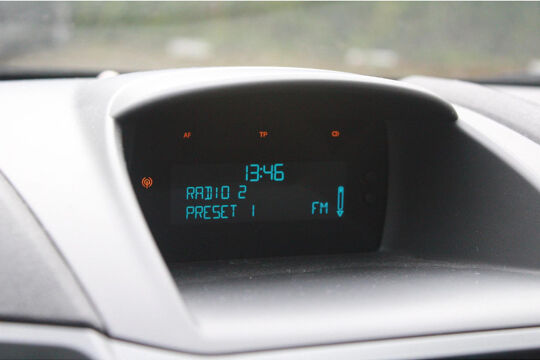 AF TP
13:46
RADIO 2
PRESET 1 FM